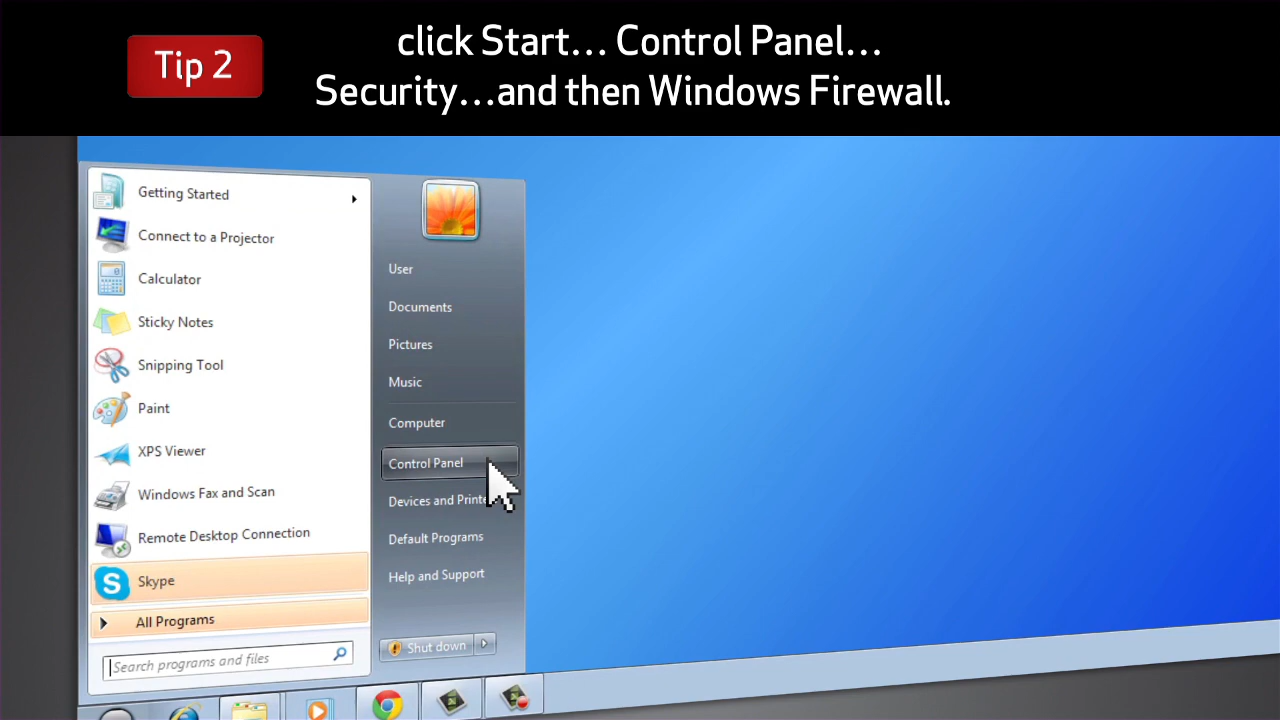 Tip 2
click Start... Control Panel...
Security...and then Windows Firewall.
Getting Started
Connect to a Projector
Calculator
Sticky Notes
Snipping Tool
Paint
XPS Viewer
Windows Fax and Scan
Remote Desktop Connection
Skype
All Programs
Search programs and files
User
Documents
Pictures
Music
Computer
Control Panel
Devices and Printe
Default Programs
Help and Support
Shut down